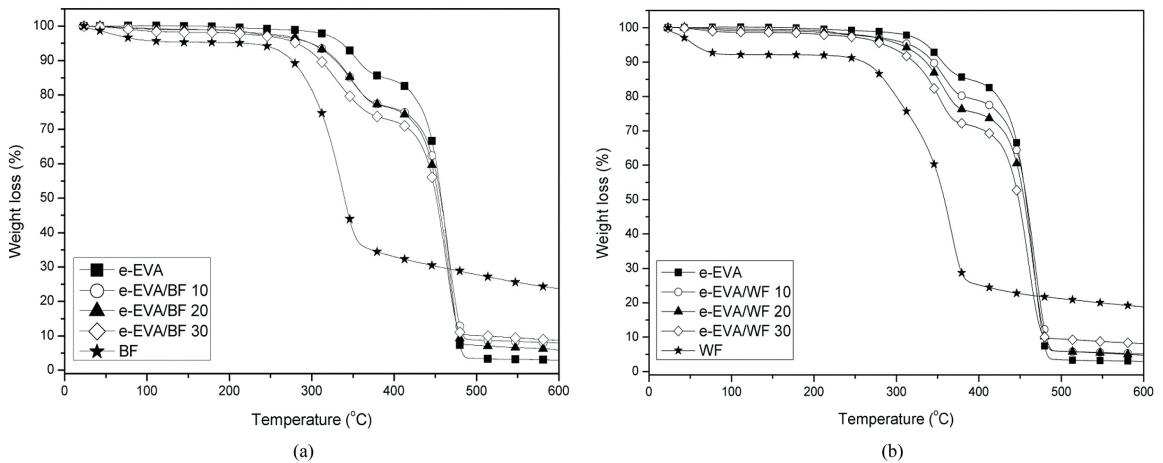 (a)
100
90
80
70
60
50
40
30
20
10
0
Weight loss (%)
e-EVA
e-EVA/BF 10
e-EVA/BF 20
e-EVA/BF 30
BF
0 100 200 300 400 500 600
Temperature (°C)
(a)
b)
100
90
80
70
60
50
40
30
20
10
0
Weight loss (%)
e-EVA
e-EVA/WF 10
e-EVA/WF 20
e-EVA/WF 30
WF
0 100 200 300 400 500 600
Temperature (°C)
(b)